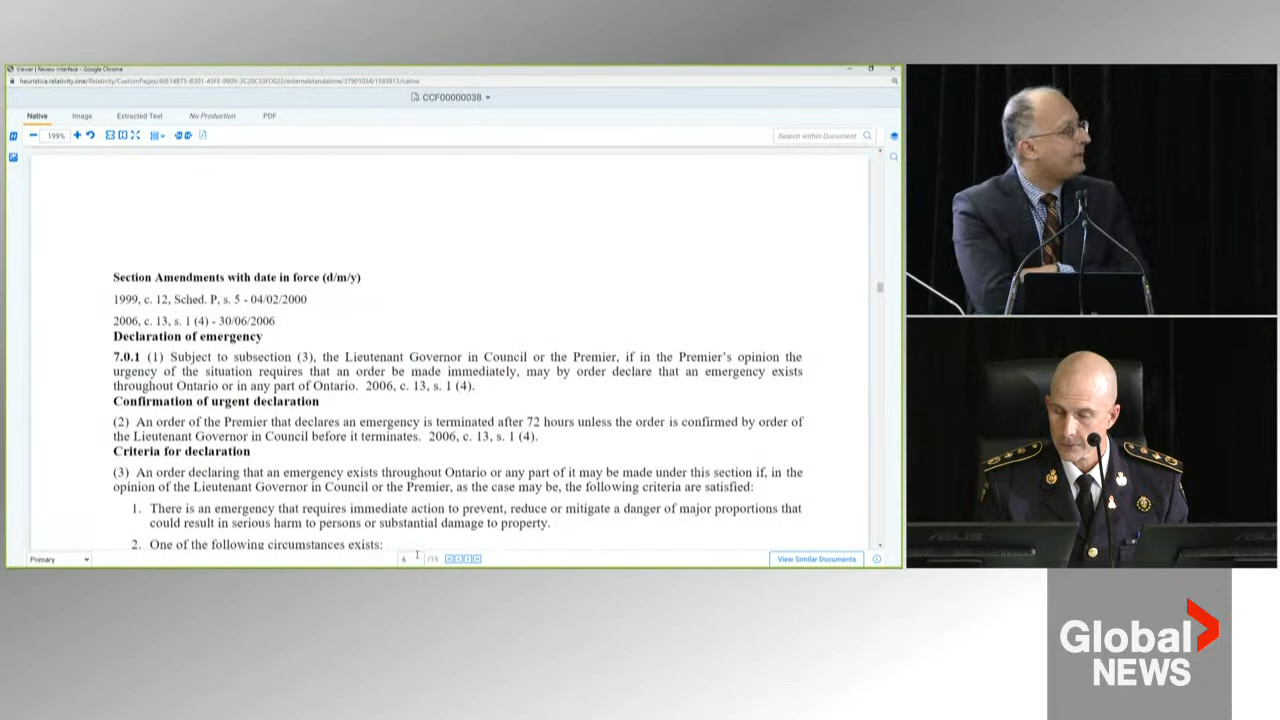 Viewer | Review Interface - Google Chrome
CCF00000038
Native Image Extracted Text No Production PDF
199%
Search within Document
Section Amendments with date in force (d/m/y)
1999, c. 12, Sched. P, s. 5 - 04/02/2000
2006, c. 13, s. 1 (4) - 30/06/2006
Declaration of emergency
7.0.1 (1) Subject to subsection (3), the Lieutenant Governor in Council or the Premier, if in the Premier's opinion the
urgency of the situation requires that an order be made immediately, may by order declare that an emergency exists
throughout Ontario or in any part of Ontario. 2006, c. 13, s. 1 (4).
Confirmation of urgent declaration
(2) An order of the Premier that declares an emergency is terminated after 72 hours unless the order is confirmed by order of
the Lieutenant Governor in Council before it terminates. 2006, c. 13, s. 1 (4).
Criteria for declaration
(3) An order declaring that an emergency exists throughout Ontario or any part of it may be made under this section if, in the
opinion of the Lieutenant Governor in Council or the Premier, as the case may be, the following criteria are satisfied:
1. There is an emergency that requires immediate action to prevent, reduce or mitigate a danger of major proportions that
could result in serious harm to persons or substantial damage to property.
2. One of the following circumstances exists:
Primary
6 /15
View Similar Documents
ASUS
ASUS
Global
NEWS